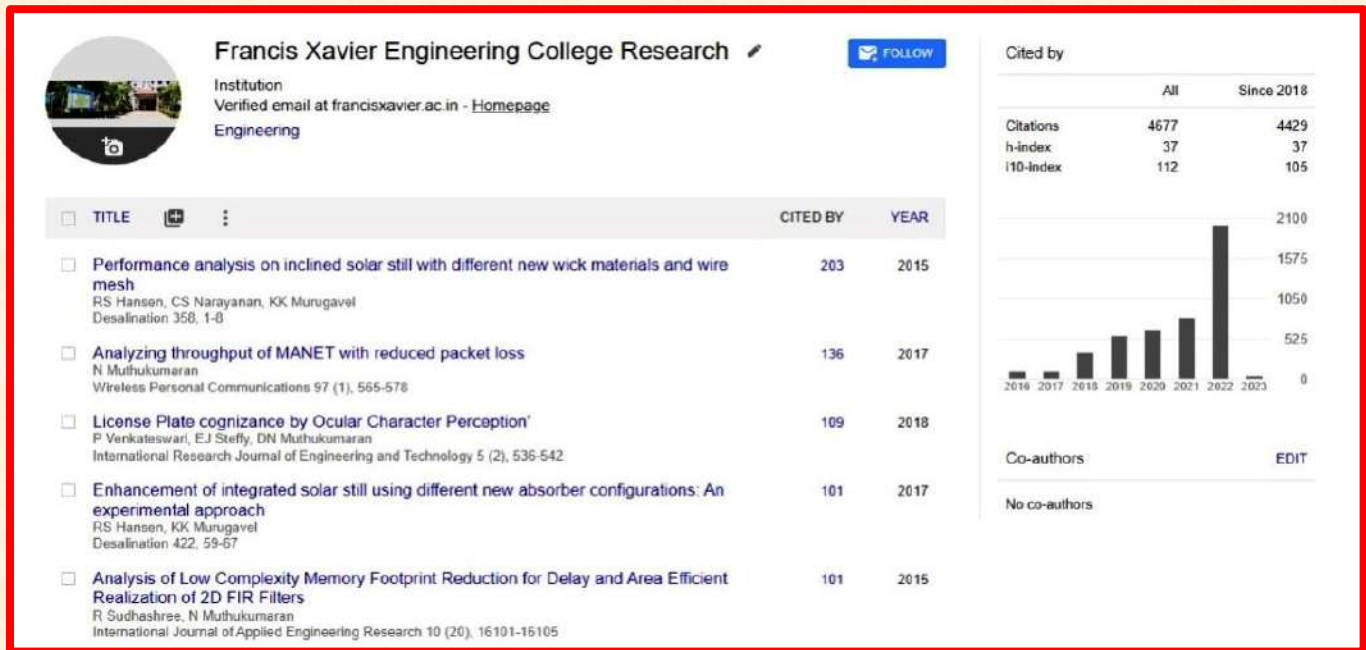 Francis Xavier Engineering College Research
FOLLOW
Institution
Verified email at francisxavier.ac.in - Homepage
Engineering
TITLE
CITED BY
YEAR
Performance analysis on inclined solar still with different new wick materials and wire
mesh
203
2015
RS Hansen, CS Narayanan, KK Murugavel
Desalination 358, 1-8
Analyzing throughput of MANET with reduced packet loss
136
2017
N Muthukumaran
Wireless Personal Communications 97 (1), 565-578
License Plate cognizance by Ocular Character Perception'
109
2018
P Venkateswari, EJ Steffy, DN Muthukumaran
International Research Journal of Engineering and Technology 5 (2), 536-542
Enhancement of integrated solar still using different new absorber configurations: An
experimental approach
101
2017
RS Hansen, KK Murugavel
Desalination 422, 59-67
Analysis of Low Complexity Memory Footprint Reduction for Delay and Area Efficient
Realization of 2D FIR Filters
101
2015
R Sudhashree, N Muthukumaran
International Journal of Applied Engineering Research 10 (20), 16101-16105
Cited by
All Since 2018
Citations 4677 4429
h-index 37 37
i10-index 112 105
2100
1575
1050
525
0
2016 2017 2018 2019 2020 2021 2022 2023
Co-authors
EDIT
No co-authors